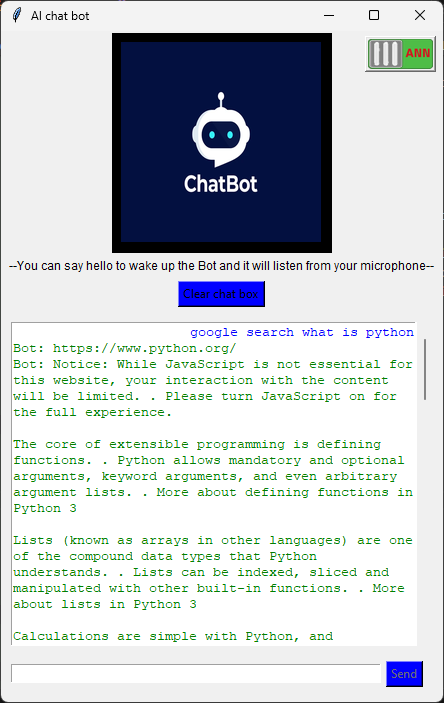 AI chat bot
ANN
ChatBot
--You can say hello to wake up the Bot and it will listen from your microphone--
Clear chat box
google search what is python
Bot: https://www.python.org/
Bot: Notice: While JavaScript is not essential for
this website, your interaction with the content
will be limited. . Please turn JavaScript on for
the full experience.
The core of extensible programming is defining
functions. . Python allows mandatory and optional
arguments, keyword arguments, and even arbitrary
argument lists. . More about defining functions in
Python 3
Lists (known as arrays in other languages) are one
of the compound data types that Python
understands. . Lists can be indexed, sliced and
manipulated with other built-in functions. . More
about lists in Python 3
Calculations are simple with Python, and
Send